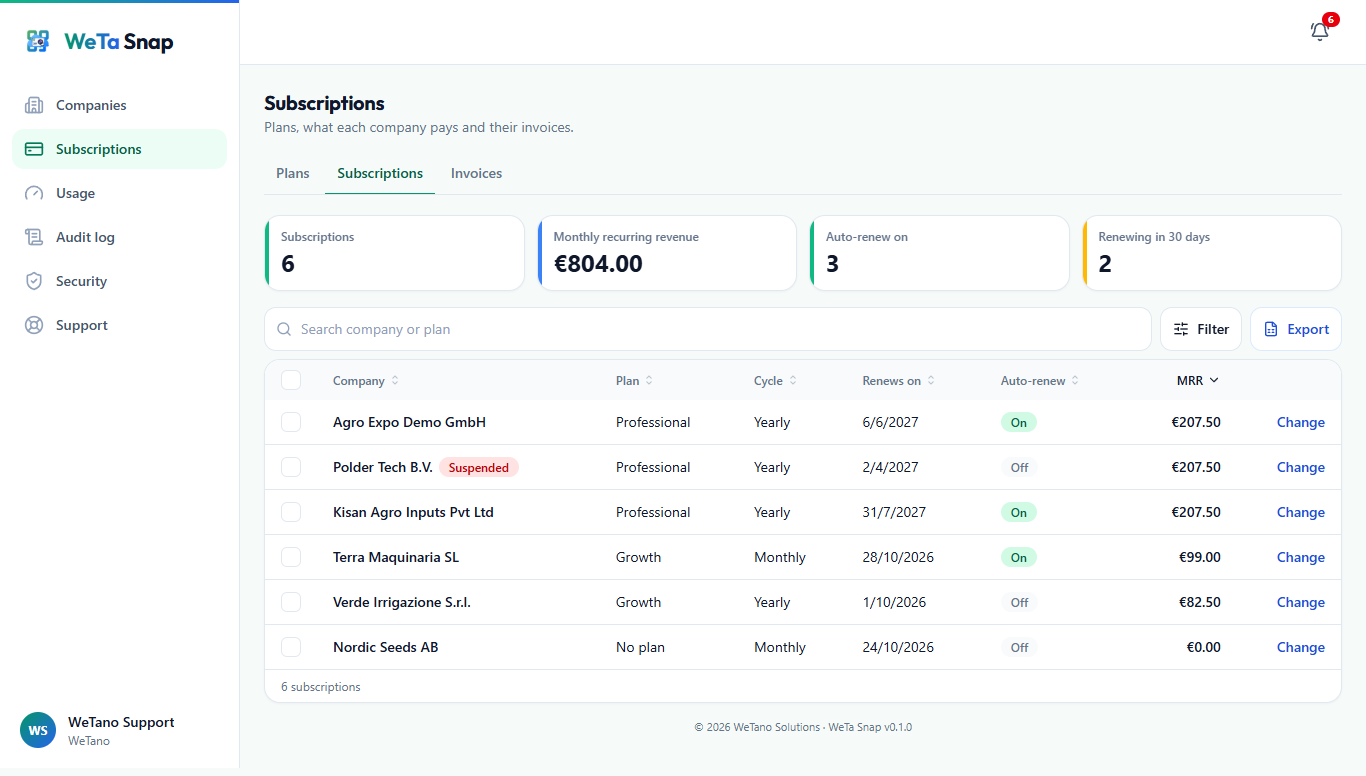 WeTa Snap
6
Companies
Subscriptions
Usage
Audit log
Security
Support
Subscriptions
Plans, what each company pays and their invoices.
Plans Subscriptions Invoices
Subscriptions Monthly recurring revenue Auto-renew on Renewing in 30 days
6 €804.00 3 2
Search company or plan Filter Export
Company Plan Cycle Renews on Auto-renew MRR
Agro Expo Demo GmbH Professional Yearly 6/6/2027 On €207.50 Change
Polder Tech B.V. Suspended Professional Yearly 2/4/2027 Off €207.50 Change
Kisan Agro Inputs Pvt Ltd Professional Yearly 31/7/2027 On €207.50 Change
Terra Maquinaria SL Growth Monthly 28/10/2026 On €99.00 Change
Verde Irrigazione S.r.l. Growth Yearly 1/10/2026 Off €82.50 Change
Nordic Seeds AB No plan Monthly 24/10/2026 Off €0.00 Change
6 subscriptions
© 2026 WeTano Solutions · WeTa Snap v0.1.0
WS WeTano Support
WeTano